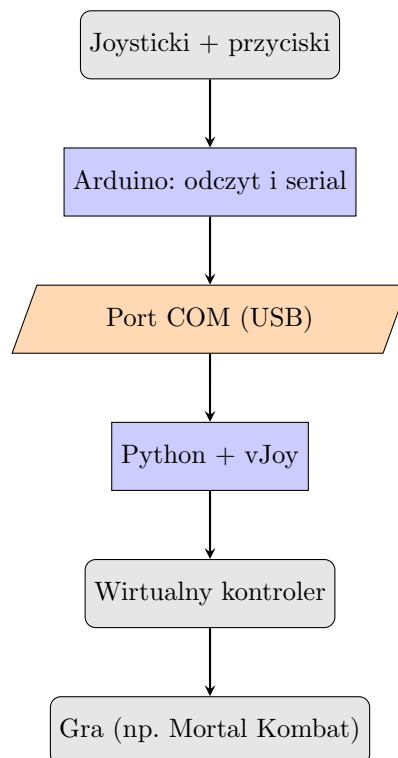 Joysticki + przyciski
Arduino: odczyt i serial
Port COM (USB)
Python + vJoy
Wirtualny kontroler
Gra (np. Mortal Kombat)